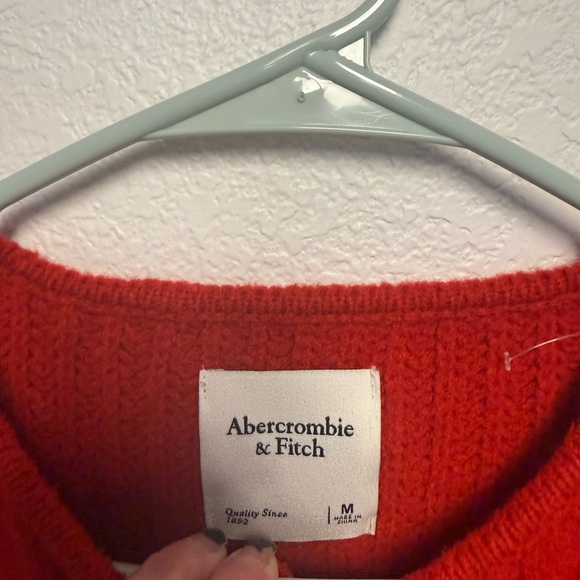 Abercrombie
& Fitch
Quality Since
1892
M
MADE IN
CHINA